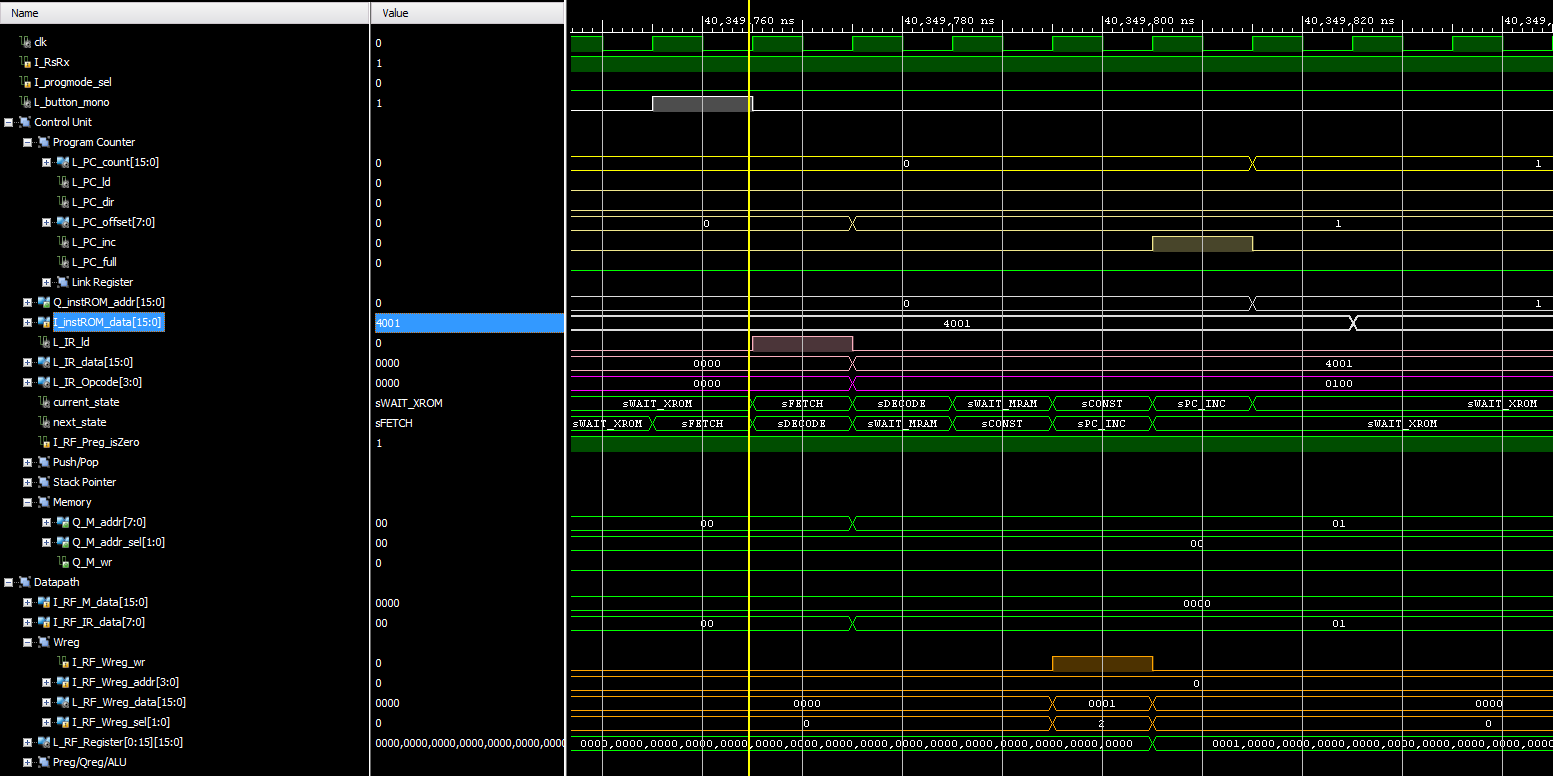 Name Value 40,349,760 ns 40,349,780 ns 40,349,800 ns 40,349,820 ns 40,349,
clk 0
I_RsRx 1
I_progmode_sel 0
L_button_mono 1
Control Unit
Program Counter
L_PC_count[15:0] 0 0 1
L_PC_ld 0
L_PC_dir 0
L_PC_offset[7:0] 0 0 1
L_PC_inc 0
L_PC_full 0
Link Register
Q_instROM_addr[15:0] 0 0 1
I_instROM_data[15:0] 4001 4001
L_IR_ld 0
L_IR_data[15:0] 0000 0000 4001
L_IR_Opcode[3:0] 0000 0000 0100
current_state sWAIT_XROM sWAIT_XROM sFETCH sDECODE sWAIT_MRAM sCONST sPC_INC sWAIT_XROM
next_state sFETCH sWAIT_XROM sFETCH sDECODE sWAIT_MRAM sCONST sPC_INC sWAIT_XROM
I_RF_Preg_isZero 1
Push/Pop
Stack Pointer
Memory
Q_M_addr[7:0] 00 00 01
Q_M_addr_sel[1:0] 00 00
Q_M_wr 0
Datapath
I_RF_M_data[15:0] 0000 0000
I_RF_IR_data[7:0] 00 00 01
Wreg
I_RF_Wreg_wr 0
I_RF_Wreg_addr[3:0] 0 0
L_RF_Wreg_data[15:0] 0000 0000 0001 0000
I_RF_Wreg_sel[1:0] 0 0 2 0
L_RF_Register[0:15][15:0] 0000,0000,0000,0000,0000,0000,0000,0000 0000,0000,0000,0000,0000,0000,0000,0000,0000,0000,0000,0000,0000,0000,0000,0000 0001,0000,0000,0000,0000,0000,0000,0000,0000,0000
Preg/Qreg/ALU